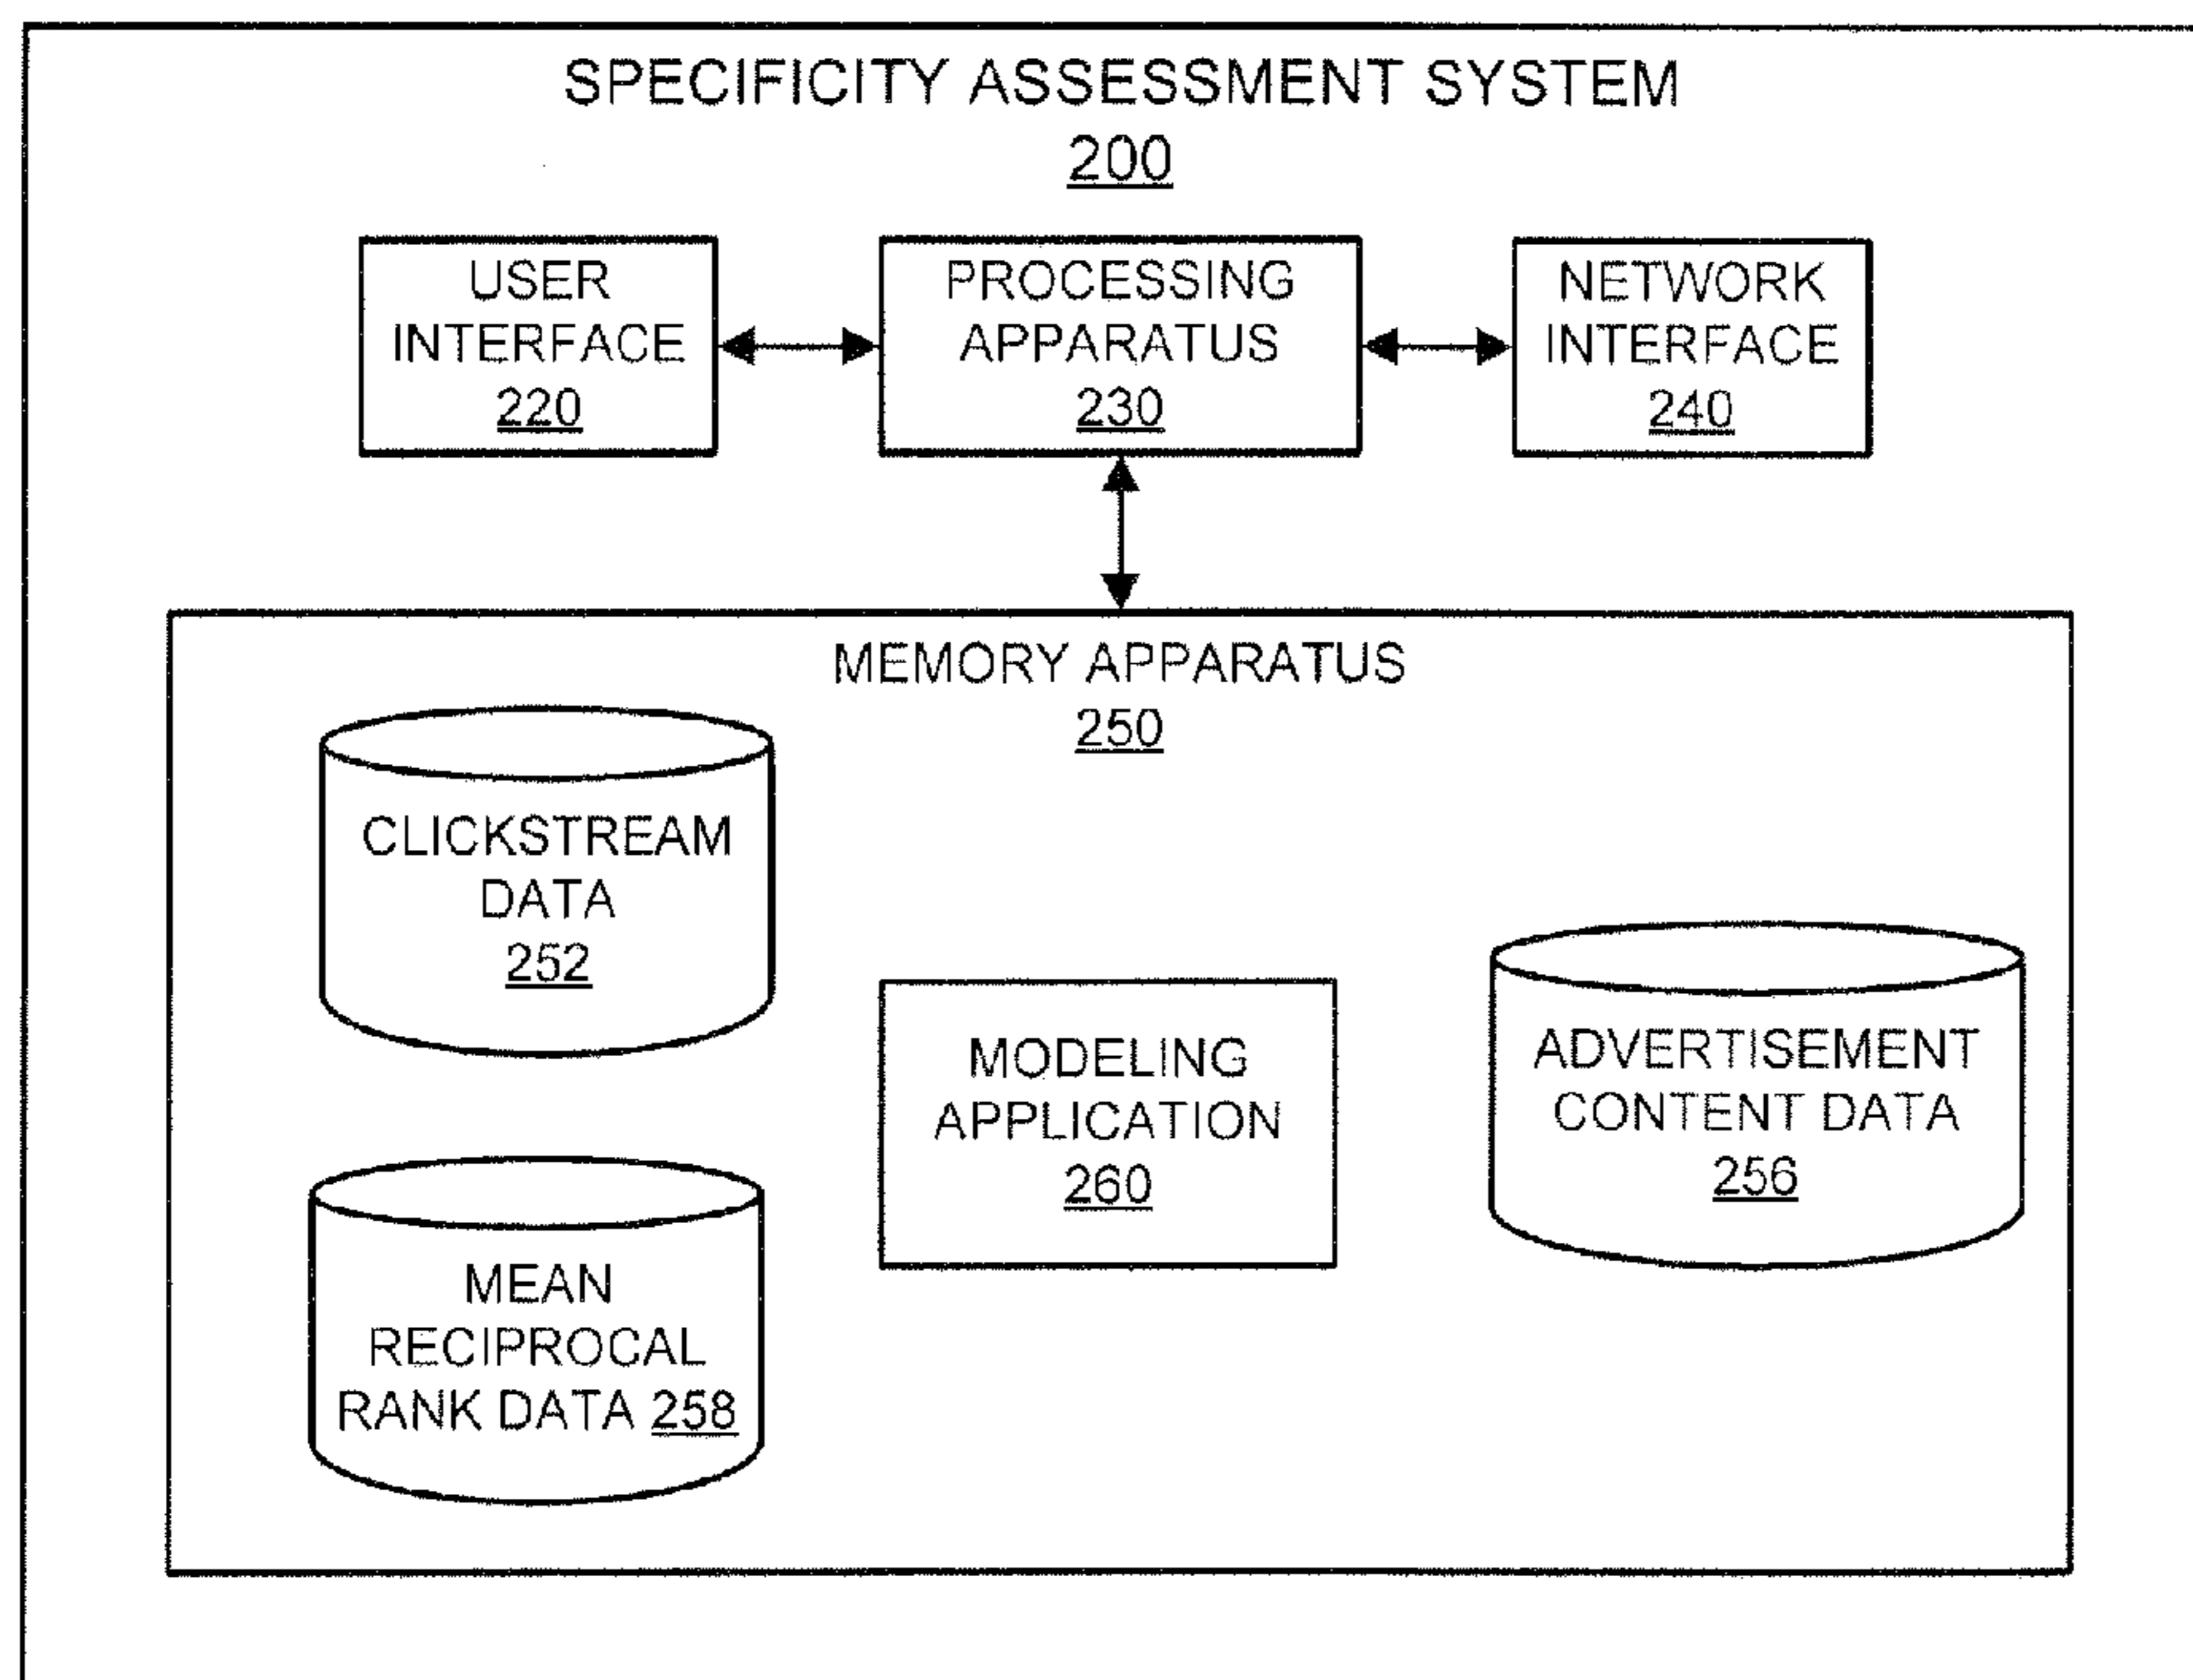 SPECIFICITY ASSESSMENT SYSTEM
200
USER
INTERFACE
220
PROCESSING
APPARATUS
230
NETWORK
INTERFACE
240
MEMORY APPARATUS
250
CLICKSTREAM
DATA
252
MODELING
APPLICATION
260
ADVERTISEMENT
CONTENT DATA
256
MEAN
RECIPROCAL
RANK DATA 258